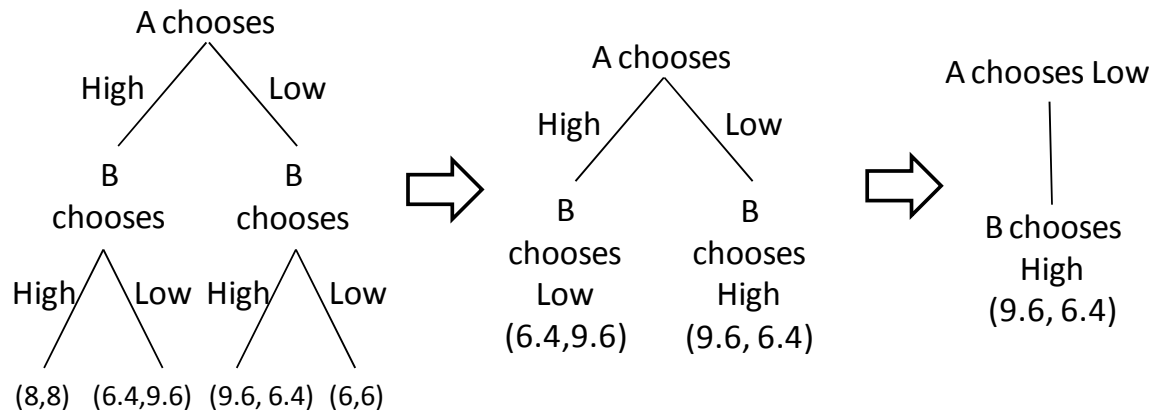 A chooses
High Low
B B
chooses chooses
High Low High Low
(8,8) (6.4,9.6) (9.6, 6.4) (6,6)
A chooses
High Low
B B
chooses chooses
Low High
(6.4,9.6) (9.6, 6.4)
A chooses Low
B chooses
High
(9.6, 6.4)